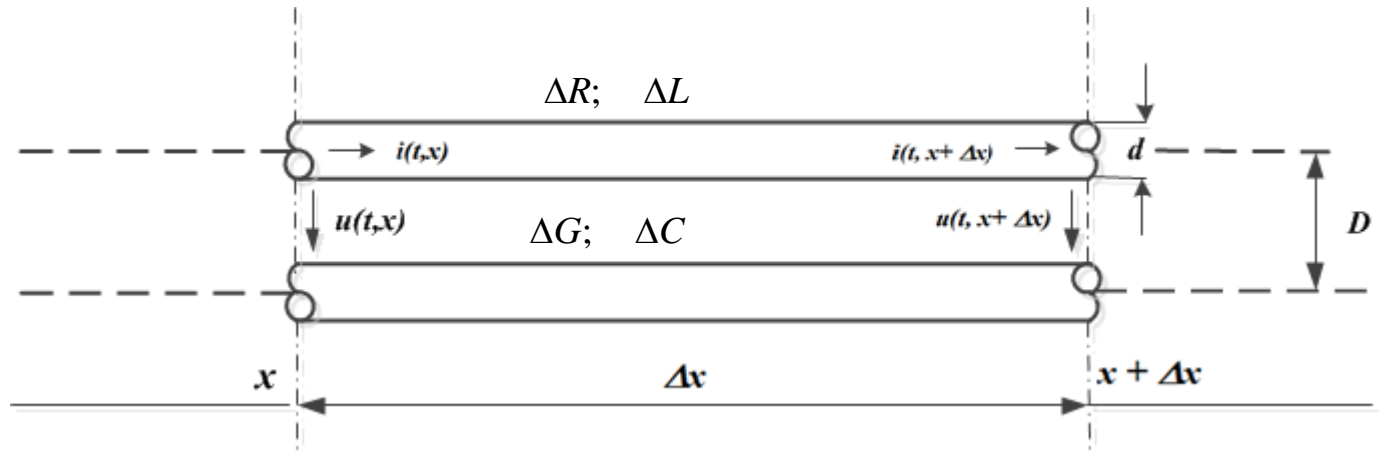 ΔR; ΔL
i(t,x) i(t, x+ Δx) d
u(t,x) ΔG; ΔC u(t, x+ Δx) D
x Δx x + Δx